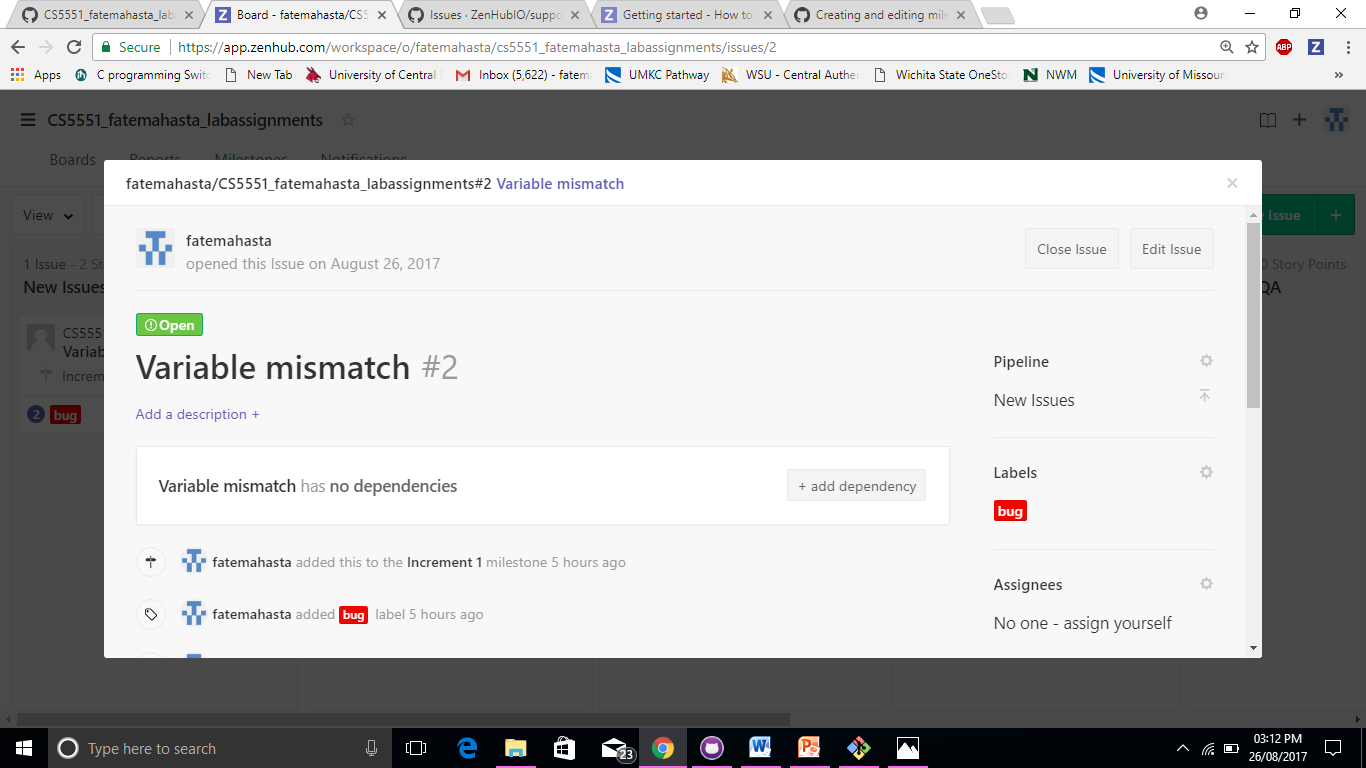 CS5551_fatemahasta_lab
Board - fatemahasta/CS5
Issues · ZenHubIO/suppo
Getting started - How to
Creating and editing mile
Secure https://app.zenhub.com/workspace/o/fatemahasta/cs5551_fatemahasta_labassignments/issues/2
ABP
Z
Apps C programming Switc New Tab University of Central Inbox (5,622) - fatema UMKC Pathway WSU - Central Authe Wichita State OneStop NWM University of Missour »
CS5551_fatemahasta_labassignments
Boards Reports Milestones Notifications
fatemahasta/CS5551_fatemahasta_labassignments#2 Variable mismatch
View
Issue +
fatemahasta
opened this Issue on August 26, 2017
Close Issue Edit Issue
1 Issue - 2 St
New Issues
0 Story Points
QA
CS555
Variab
Increm
2 bug
Open
Variable mismatch #2
Add a description +
Variable mismatch has no dependencies
+ add dependency
fatemahasta added this to the Increment 1 milestone 5 hours ago
fatemahasta added bug label 5 hours ago
Pipeline
New Issues
Labels
bug
Assignees
No one - assign yourself
Type here to search
23
03:12 PM
26/08/2017